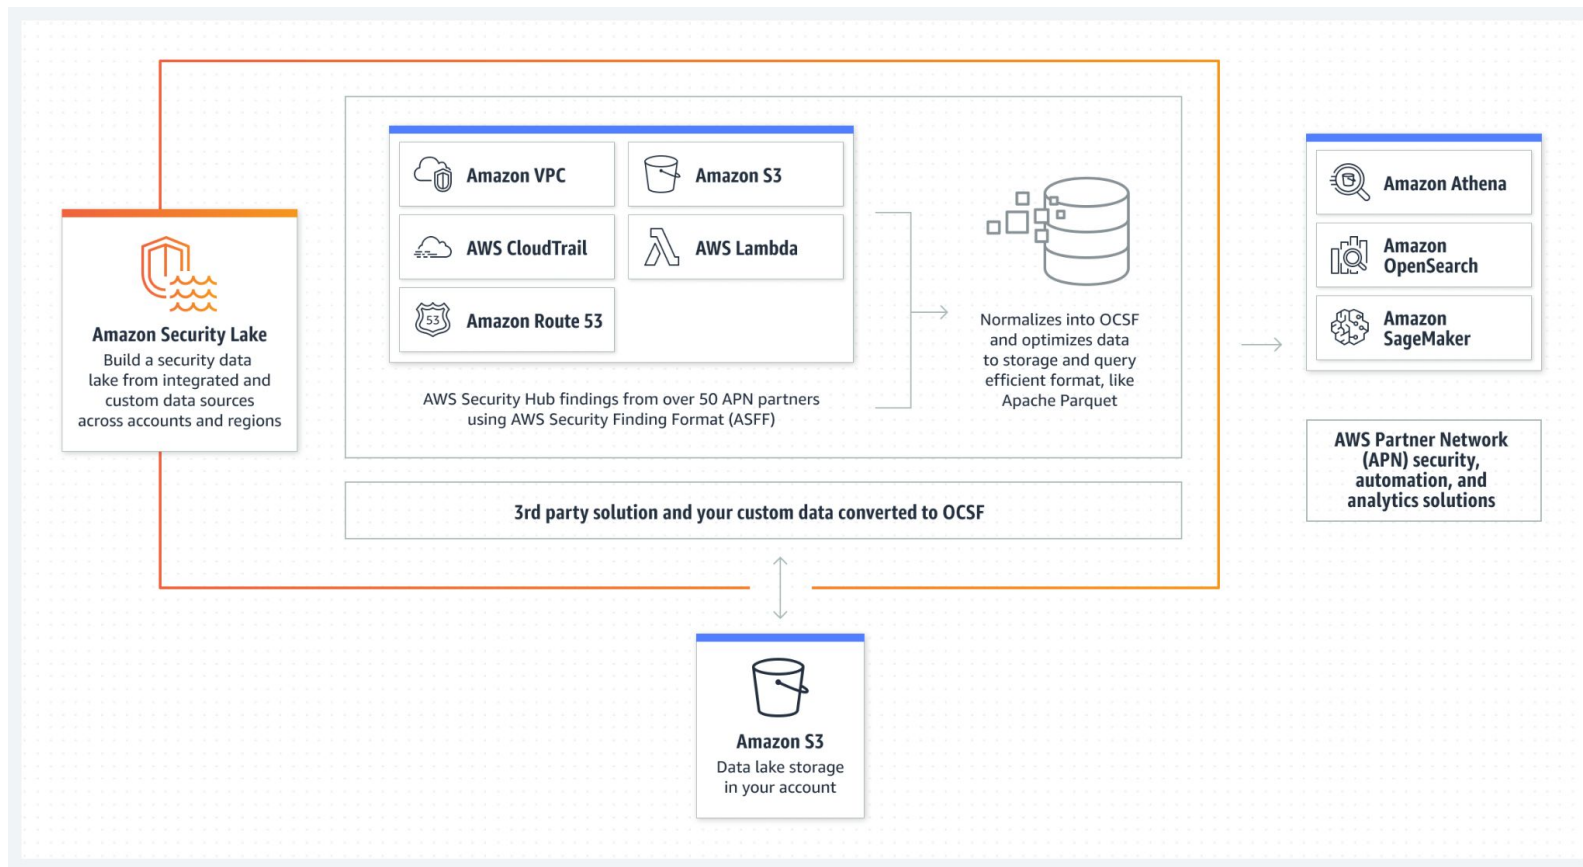 Amazon Security Lake
Build a security data
lake from integrated and
custom data sources
across accounts and regions
Amazon VPC
Amazon S3
AWS CloudTrail
AWS Lambda
53
Amazon Route 53
AWS Security Hub findings from over 50 APN partners
using AWS Security Finding Format (ASFF)
Normalizes into OCSF
and optimizes data
to storage and query
efficient format, like
Apache Parquet
3rd party solution and your custom data converted to OCSF
Amazon S3
Data lake storage
in your account
Amazon Athena
Amazon
OpenSearch
Amazon
SageMaker
AWS Partner Network
(APN) security,
automation, and
analytics solutions